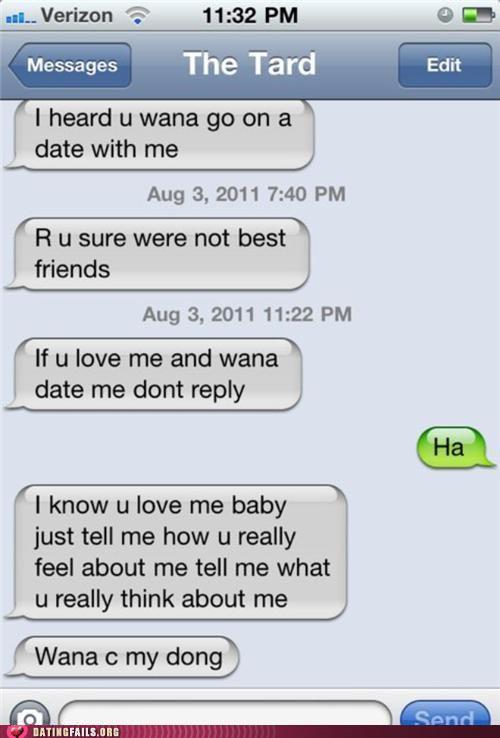 Verizon 11:32 PM
Messages The Tard Edit
I heard u wana go on a
date with me
Aug 3, 2011 7:40 PM
R u sure were not best
friends
Aug 3, 2011 11:22 PM
If u love me and wana
date me dont reply
Ha
I know u love me baby
just tell me how u really
feel about me tell me what
u really think about me
Wana c my dong
Send
DATINGFAILS.ORG